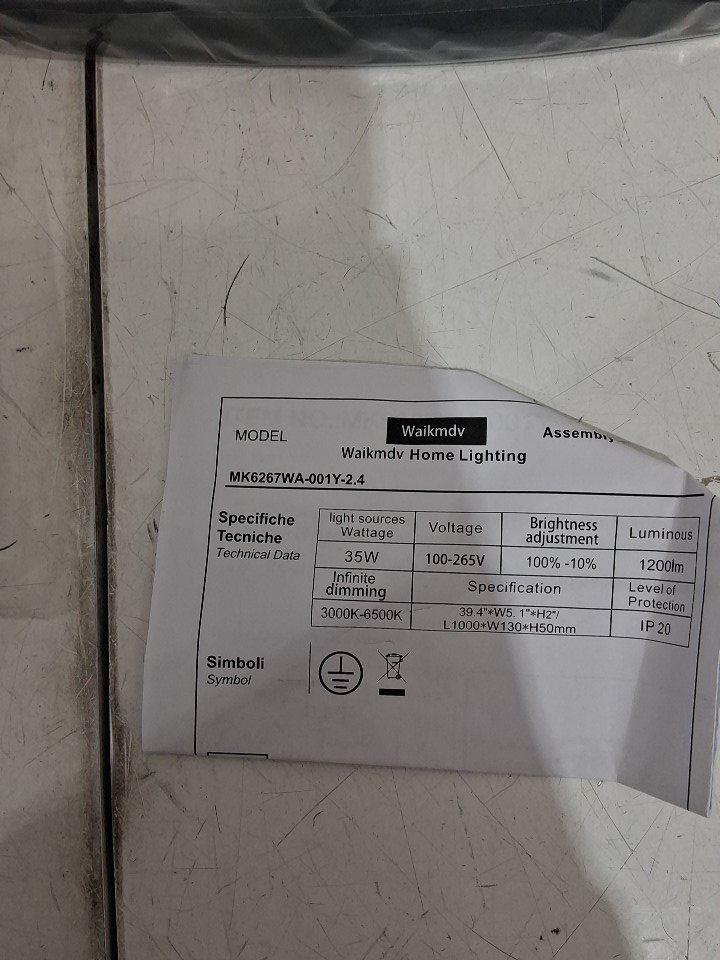 MODEL
Waikmdv
Waikmdv Home Lighting
MK6267WA-001Y-2.4
Specifiche
Tecniche
Technical Data
light sources
Wattage
Voltage
Brightness
adjustment
Luminous
35W
100-265V
100% -10%
1200lm
Infinite
dimming
Specification
Level of
Protection
3000K-6500K
39.4"*W5. 1"*H2"/
L1000*W130*H50mm
IP 20
Simboli
Symbol